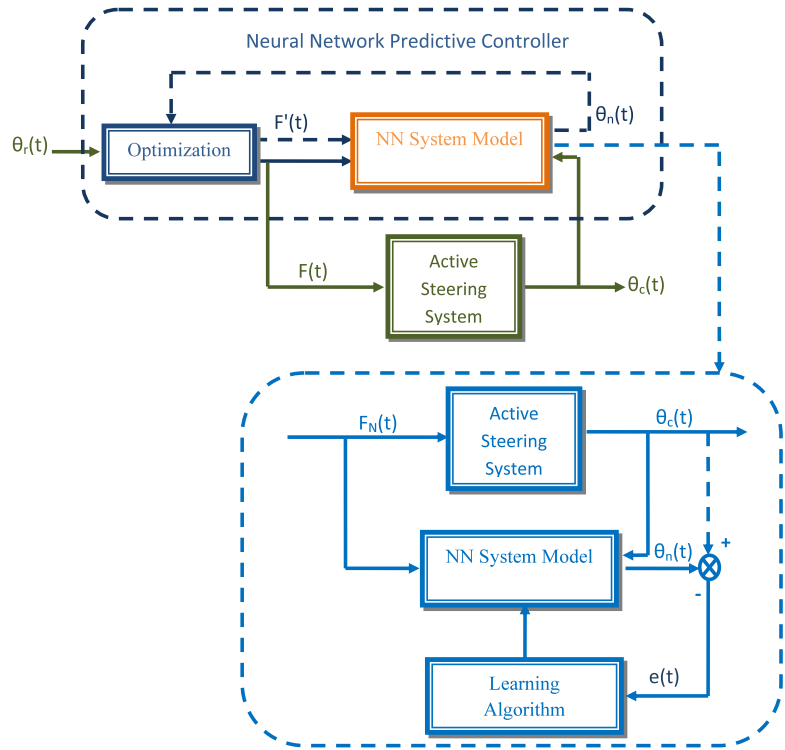 Neural Network Predictive Controller
θr(t)
Optimization
F'(t)
NN System Model
θn(t)
F(t)
Active
Steering
System
θc(t)
FN(t)
Active
Steering
System
θc(t)
NN System Model
θn(t)
+
-
Learning
Algorithm
e(t)